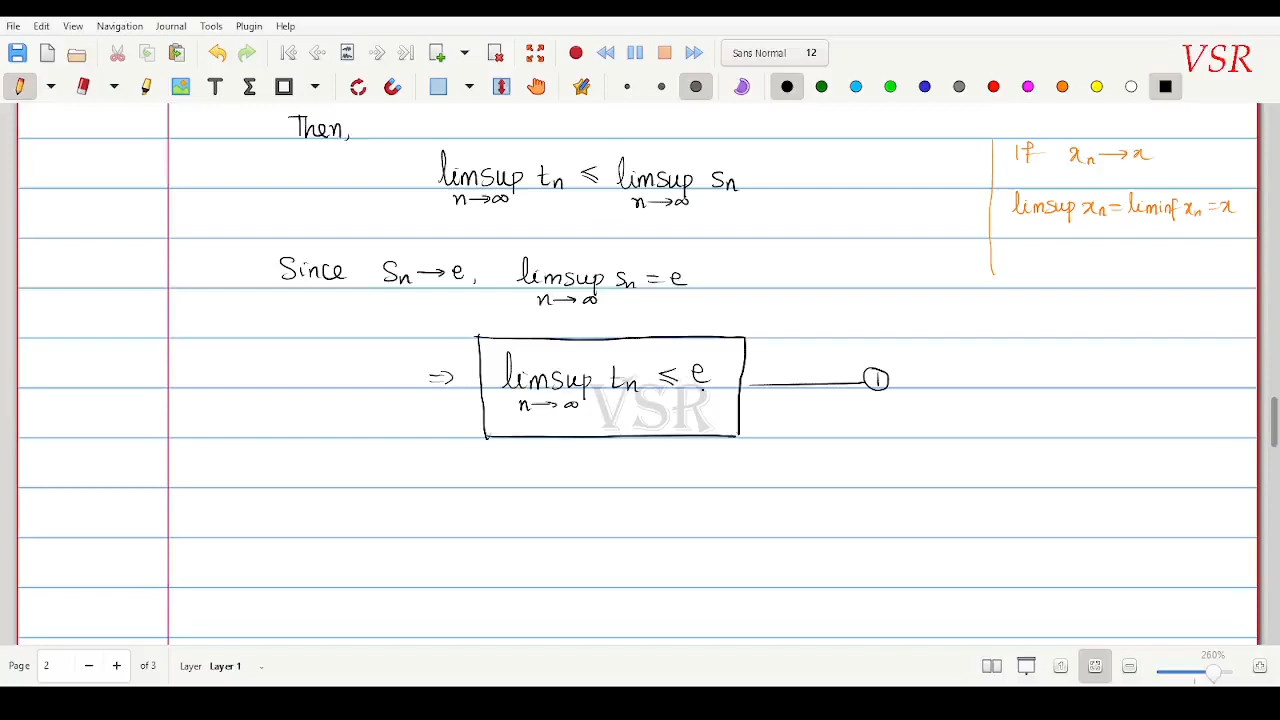 File Edit View Navigation Journal Tools Plugin Help
Sans Normal 12
VSR
Then,
limsup tn ≤ limsup sn
n→∞ n→∞
If xn → x
limsup xn = liminf xn = x
Since sn → e, limsup sn = e
n→∞
⇒ limsup tn ≤ e ①
n→∞
VSR
Page 2 of 3 Layer Layer 1
260%